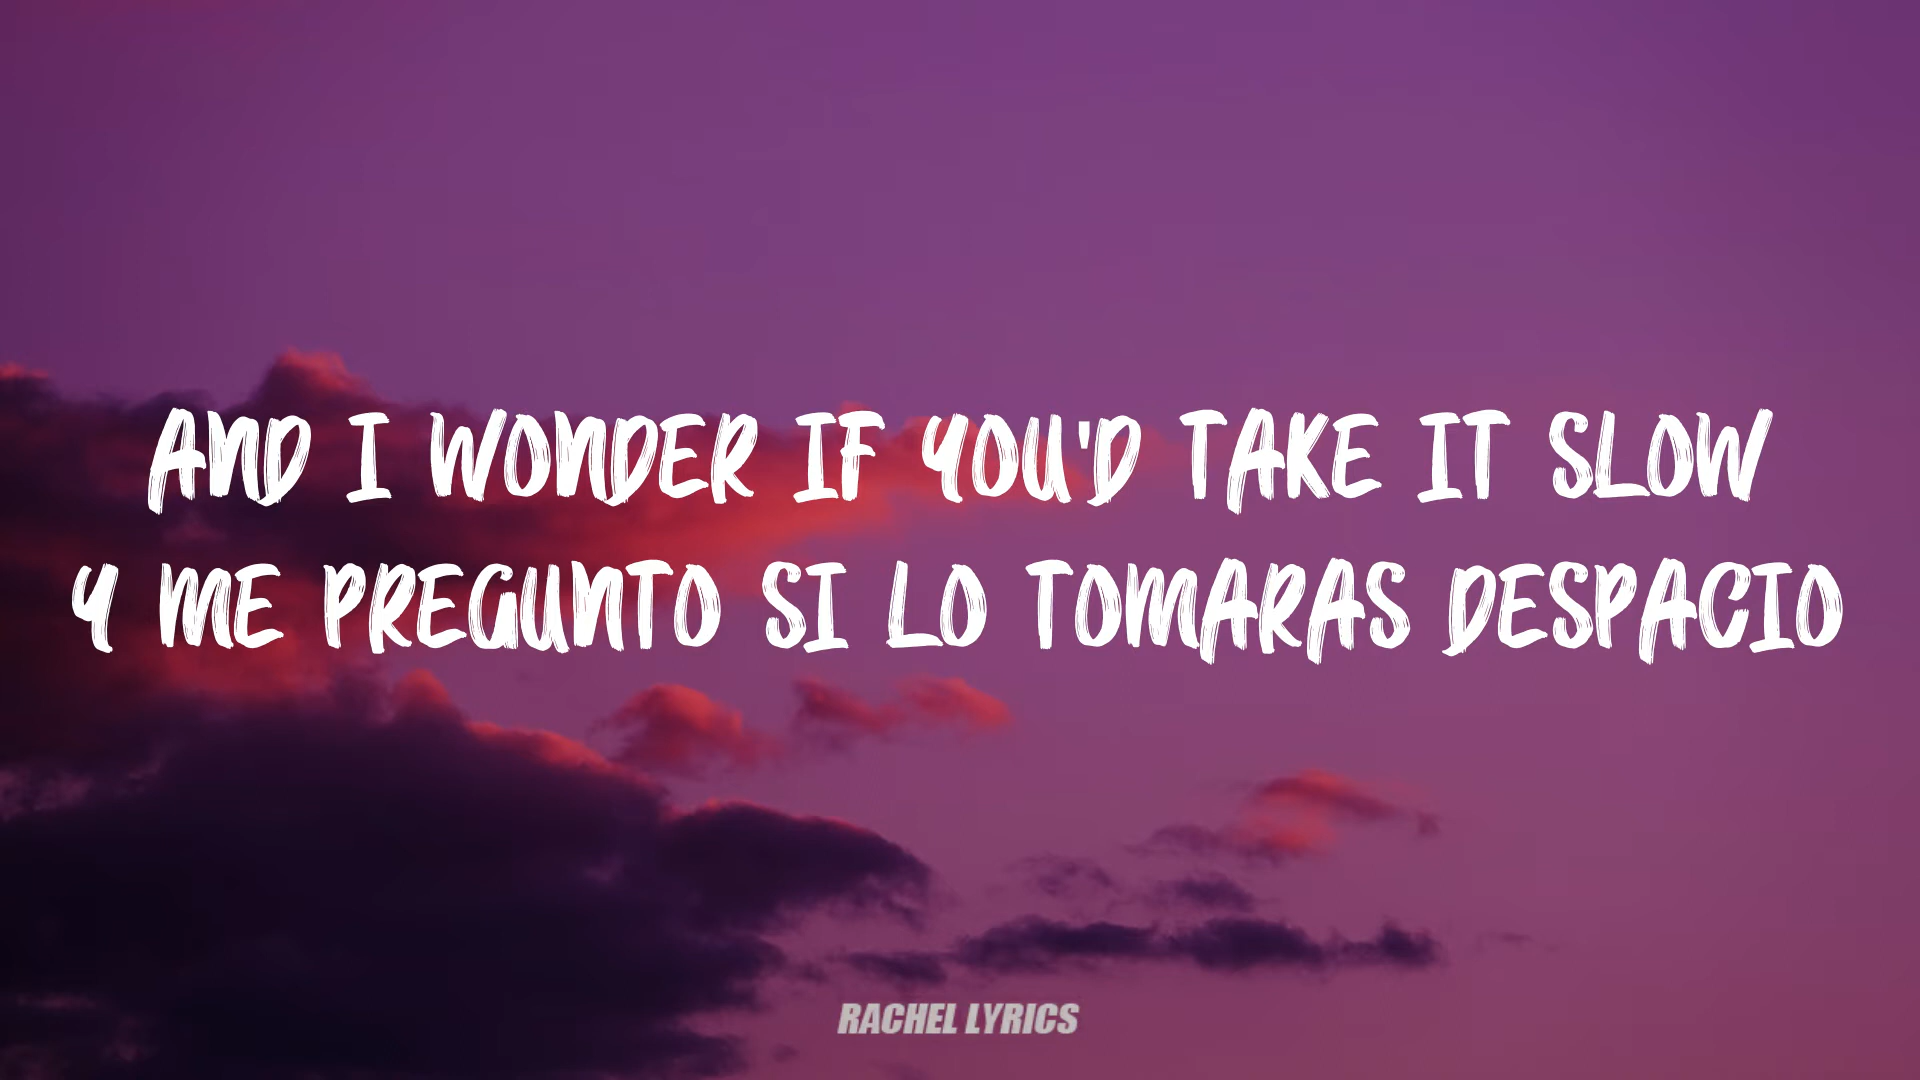 AND I WONDER IF YOU'D TAKE IT SLOW
Y ME PREGUNTO SI LO TOMARAS DESPACIO
RACHEL LYRICS